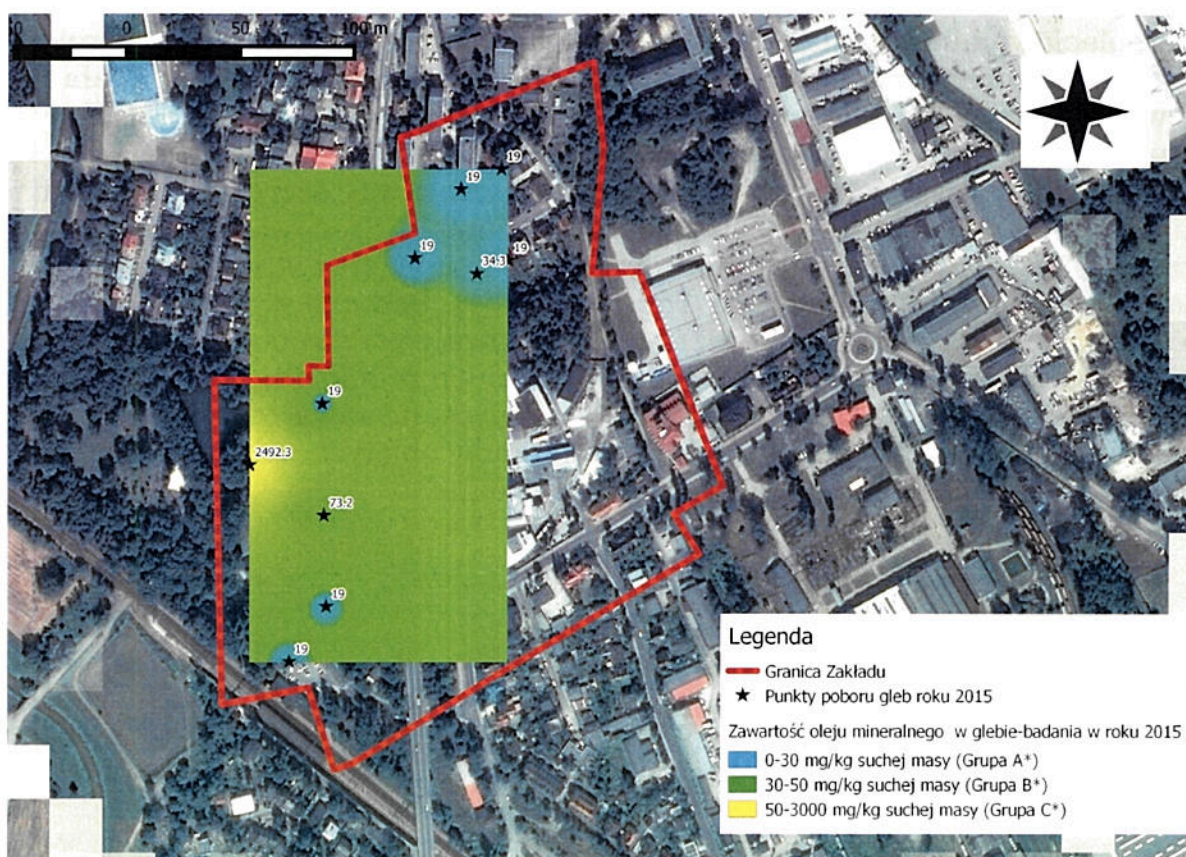 50 0 50 100 m
19
19
19
19
34.3
19
2492.3
73.2
19
19
Legenda
Granica Zakładu
Punkty poboru gleb roku 2015
Zawartość oleju mineralnego w glebie-badania w roku 2015
0-30 mg/kg suchej masy (Grupa A*)
30-50 mg/kg suchej masy (Grupa B*)
50-3000 mg/kg suchej masy (Grupa C*)